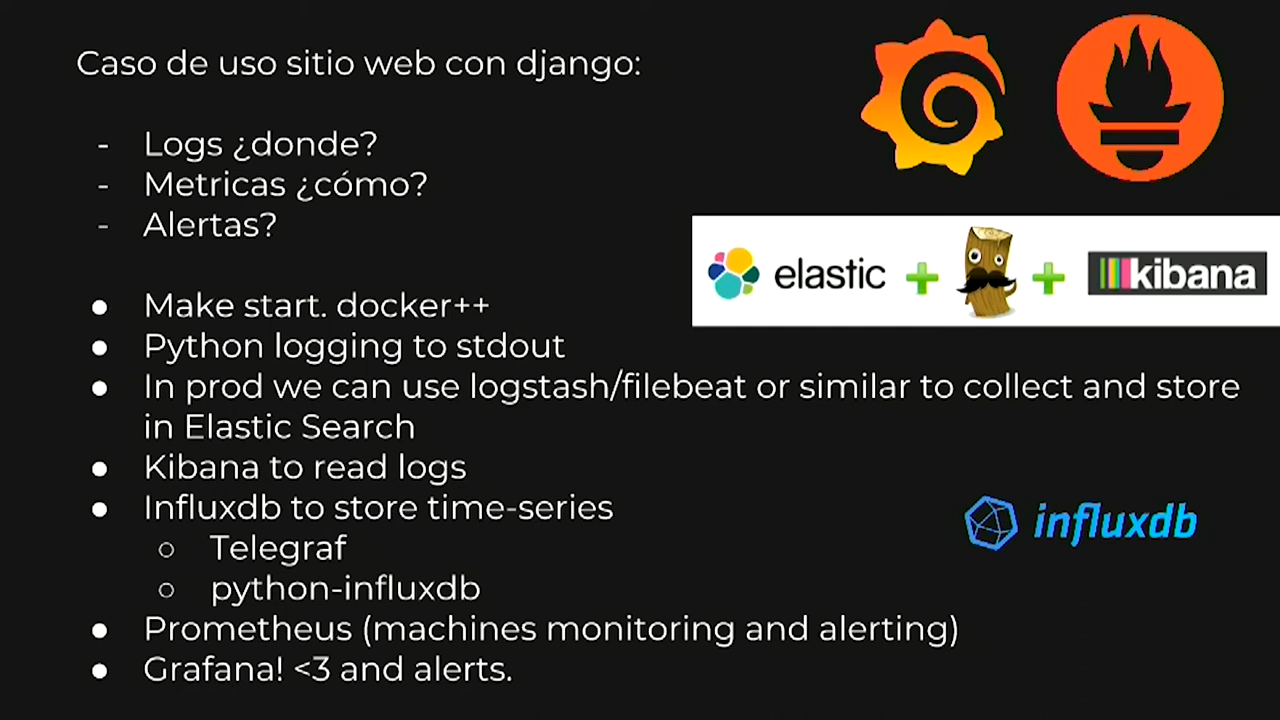 Caso de uso sitio web con django:
- Logs ¿donde?
- Metricas ¿cómo?
- Alertas?
elastic + + kibana
● Make start. docker++
● Python logging to stdout
● In prod we can use logstash/filebeat or similar to collect and store
in Elastic Search
● Kibana to read logs
● Influxdb to store time-series
○ Telegraf
○ python-influxdb
influxdb
● Prometheus (machines monitoring and alerting)
● Grafana! <3 and alerts.